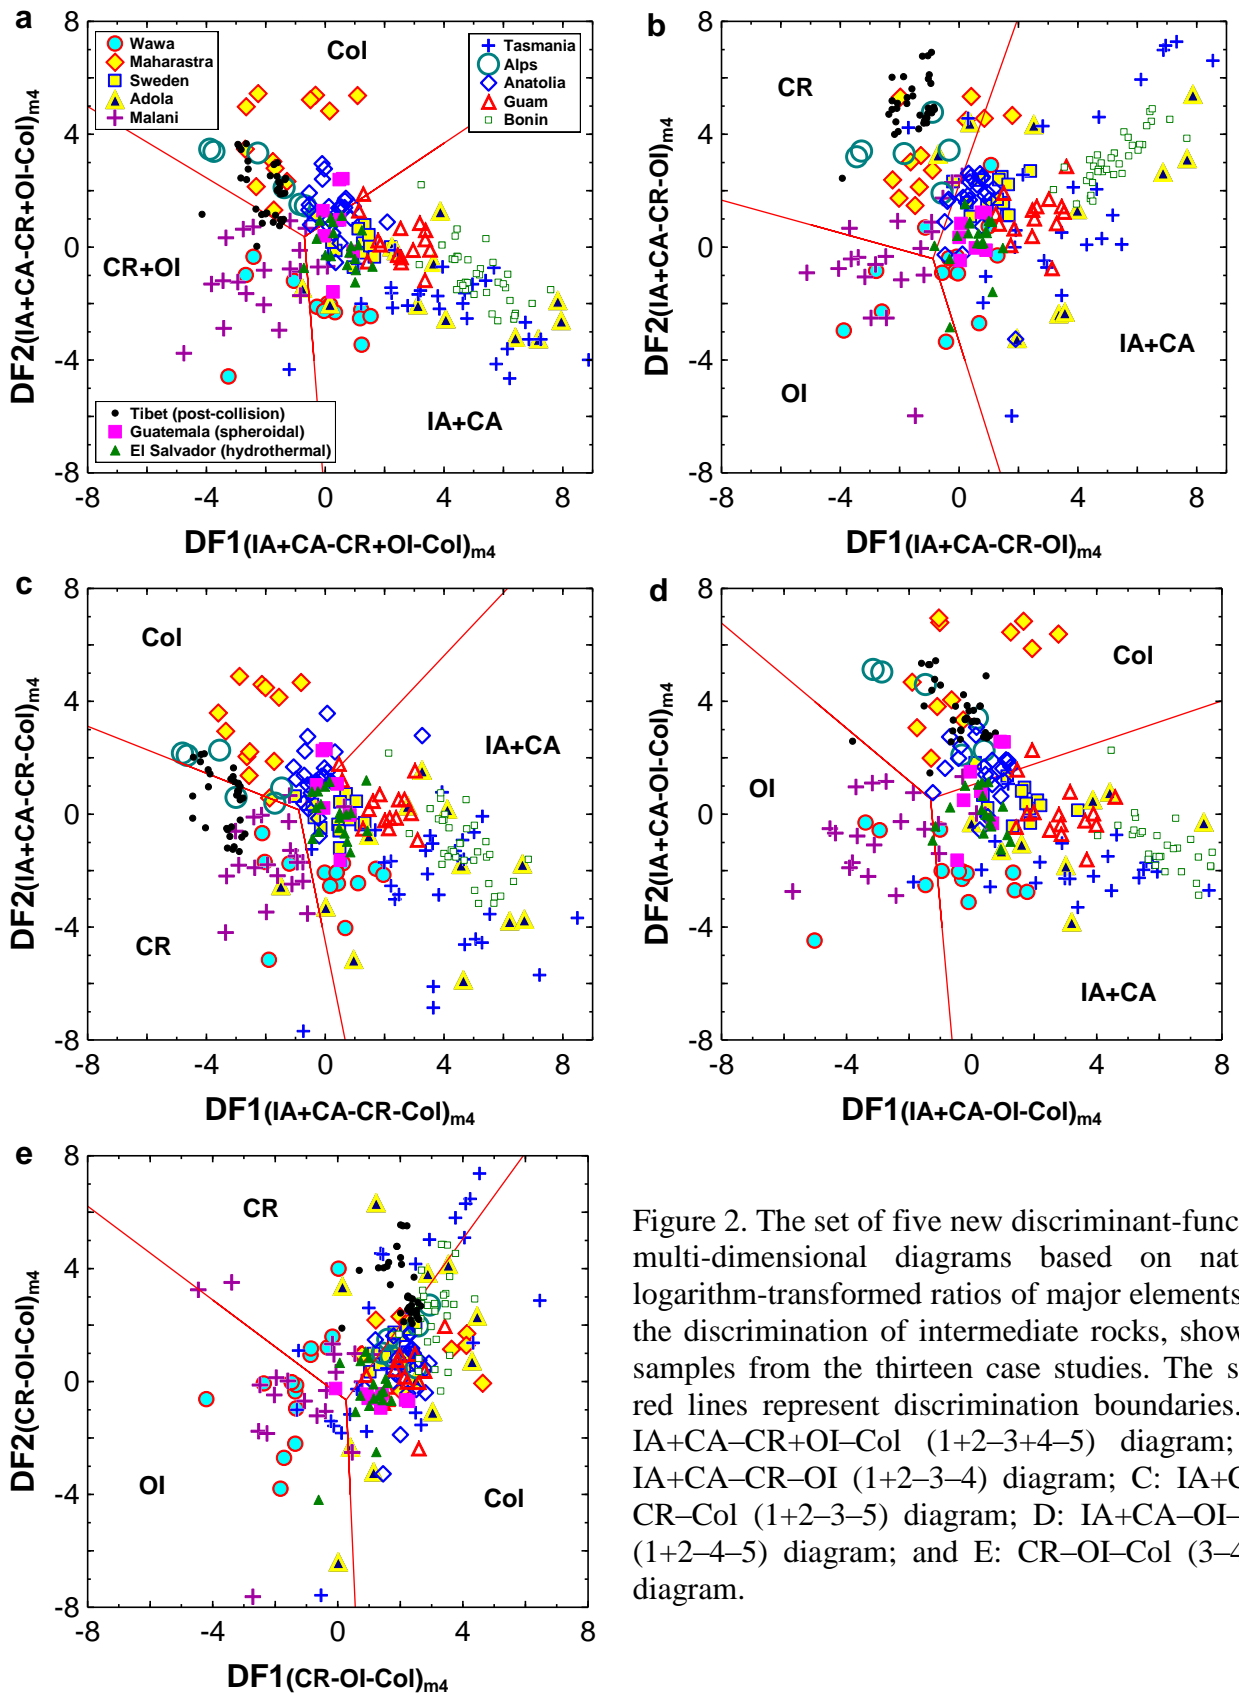 a
Wawa
Maharastra
Sweden
Adola
Malani
Col
Tasmania
Alps
Anatolia
Guam
Bonin
CR+OI
IA+CA
Tibet (post-collision)
Guatemala (spheroidal)
El Salvador (hydrothermal)
8
4
0
-4
-8
-8 -4 0 4 8
DF2(IA+CA-CR+OI-Col)m4
DF1(IA+CA-CR+OI-Col)m4
b
CR
OI
IA+CA
8
4
0
-4
-8
-8 -4 0 4 8
DF2(IA+CA-CR-OI)m4
DF1(IA+CA-CR-OI)m4
c
Col
IA+CA
CR
8
4
0
-4
-8
-8 -4 0 4 8
DF2(IA+CA-CR-Col)m4
DF1(IA+CA-CR-Col)m4
d
Col
OI
IA+CA
8
4
0
-4
-8
-8 -4 0 4 8
DF2(IA+CA-OI-Col)m4
DF1(IA+CA-OI-Col)m4
e
CR
OI
Col
8
4
0
-4
-8
-8 -4 0 4 8
DF2(CR-OI-Col)m4
DF1(CR-OI-Col)m4
Figure 2. The set of five new discriminant-func
multi-dimensional diagrams based on nat
logarithm-transformed ratios of major elements
the discrimination of intermediate rocks, show
samples from the thirteen case studies. The s
red lines represent discrimination boundaries.
IA+CA–CR+OI–Col (1+2–3+4–5) diagram;
IA+CA–CR–OI (1+2–3–4) diagram; C: IA+C
CR–Col (1+2–3–5) diagram; D: IA+CA–OI–
(1+2–4–5) diagram; and E: CR–OI–Col (3–4
diagram.